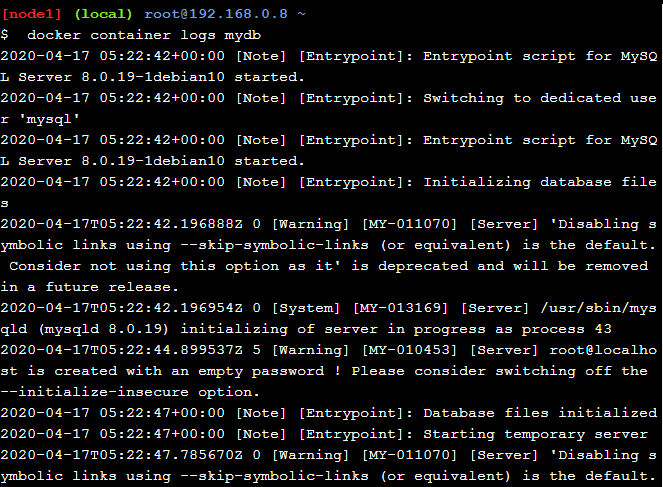 [node1] (local) root@192.168.0.8 ~
$  docker container logs mydb
2020-04-17 05:22:42+00:00 [Note] [Entrypoint]: Entrypoint script for MySQ
L Server 8.0.19-1debian10 started.
2020-04-17 05:22:42+00:00 [Note] [Entrypoint]: Switching to dedicated use
r 'mysql'
2020-04-17 05:22:42+00:00 [Note] [Entrypoint]: Entrypoint script for MySQ
L Server 8.0.19-1debian10 started.
2020-04-17 05:22:42+00:00 [Note] [Entrypoint]: Initializing database file
s
2020-04-17T05:22:42.196888Z 0 [Warning] [MY-011070] [Server] 'Disabling s
ymbolic links using --skip-symbolic-links (or equivalent) is the default.
 Consider not using this option as it' is deprecated and will be removed
in a future release.
2020-04-17T05:22:42.196954Z 0 [System] [MY-013169] [Server] /usr/sbin/mys
qld (mysqld 8.0.19) initializing of server in progress as process 43
2020-04-17T05:22:44.899537Z 5 [Warning] [MY-010453] [Server] root@localho
st is created with an empty password ! Please consider switching off the
--initialize-insecure option.
2020-04-17 05:22:47+00:00 [Note] [Entrypoint]: Database files initialized
2020-04-17 05:22:47+00:00 [Note] [Entrypoint]: Starting temporary server
2020-04-17T05:22:47.785670Z 0 [Warning] [MY-011070] [Server] 'Disabling s
ymbolic links using --skip-symbolic-links (or equivalent) is the default.